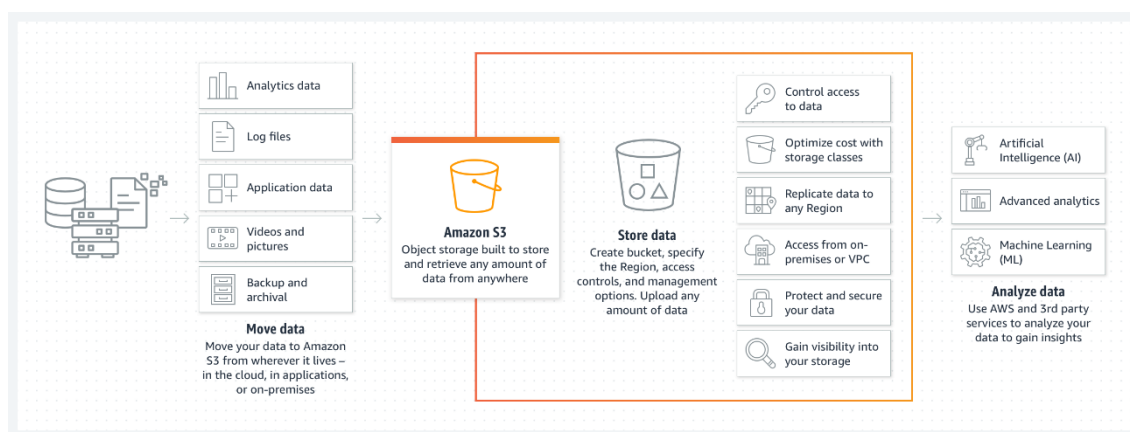 Analytics data
Log files
Application data
Videos and
pictures
Backup and
archival
Move data
Move your data to Amazon
S3 from wherever it lives –
in the cloud, in applications,
or on-premises
Amazon S3
Object storage built to store
and retrieve any amount of
data from anywhere
Store data
Create bucket, specify
the Region, access
controls, and management
options. Upload any
amount of data
Control access
to data
Optimize cost with
storage classes
Replicate data to
any Region
Access from on-
premises or VPC
Protect and secure
your data
Gain visibility into
your storage
Artificial
Intelligence (AI)
Advanced analytics
Machine Learning
(ML)
Analyze data
Use AWS and 3rd party
services to analyze your
data to gain insights